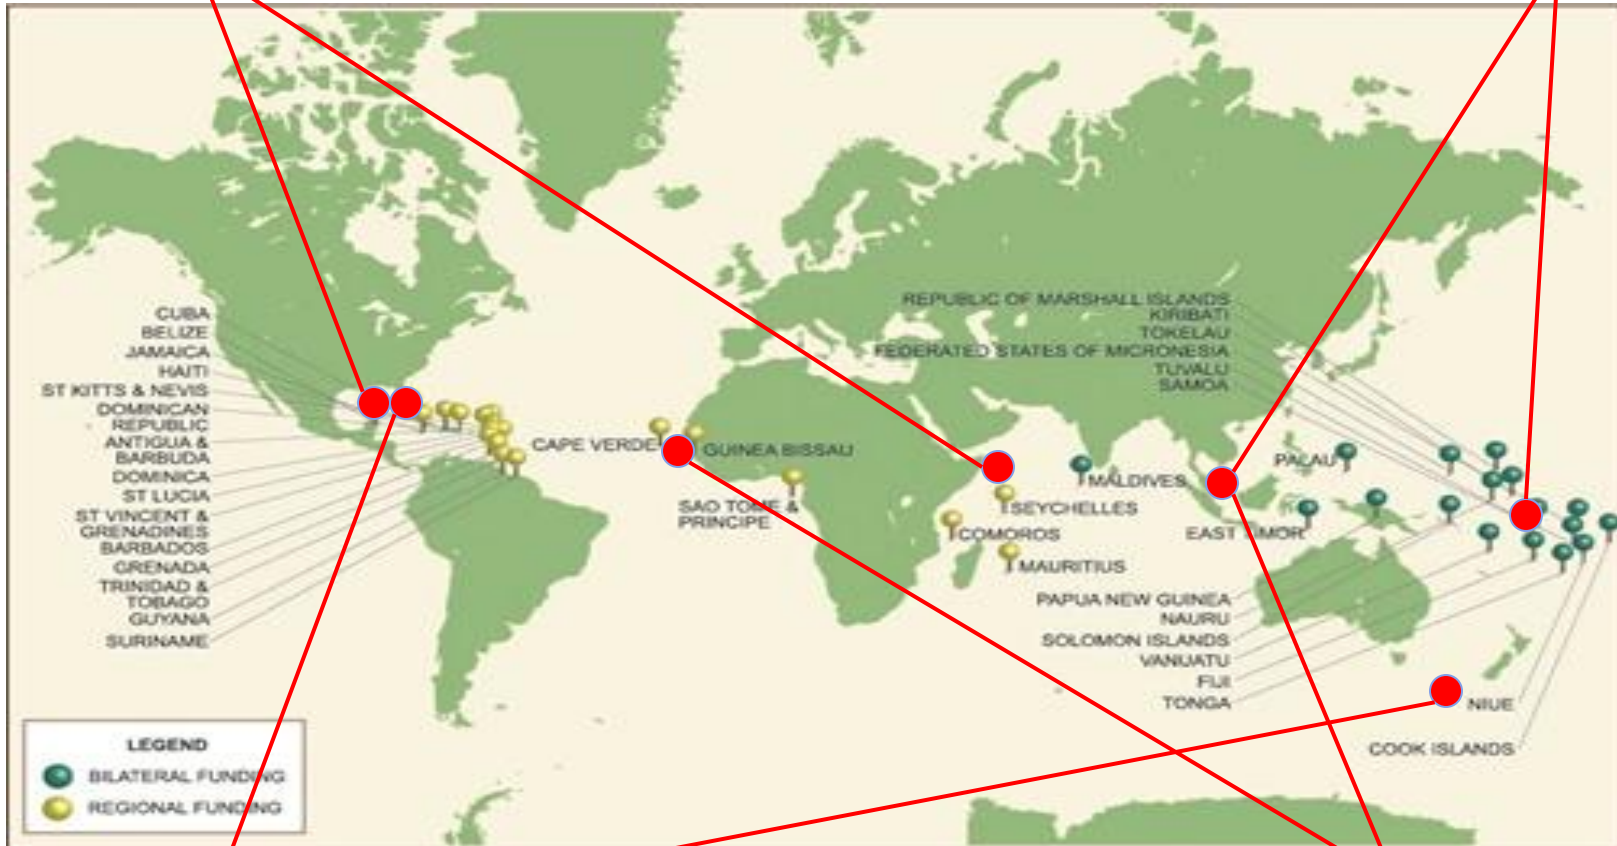 CUBA
BELIZE
JAMAICA
HAITI
ST KITTS & NEVIS
DOMINICAN
REPUBLIC
ANTIGUA &
BARBUDA
DOMINICA
ST LUCIA
ST VINCENT &
GRENADINES
BARBADOS
GRENADA
TRINIDAD &
TOBAGO
GUYANA
SURINAME
CAPE VERDE
GUINEA BISSAU
SAO TOME &
PRINCIPE
SEYCHELLES
COMOROS
MAURITIUS
MALDIVES
REPUBLIC OF MARSHALL ISLANDS
KIRIBATI
TOKELAU
FEDERATED STATES OF MICRONESIA
TUVALU
SAMOA
PALAU
EAST TIMOR
PAPUA NEW GUINEA
NAURU
SOLOMON ISLANDS
VANUATU
FIJI
TONGA
NIUE
COOK ISLANDS
LEGEND
BILATERAL FUNDING
REGIONAL FUNDING